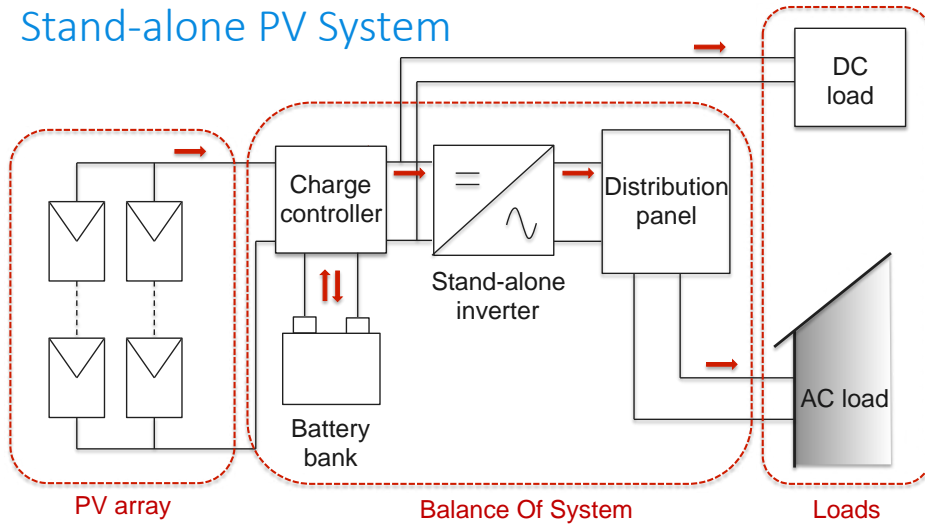 Stand-alone PV System
DC
load
Charge
controller
Distribution
panel
Stand-alone
inverter
Battery
bank
AC load
PV array
Balance Of System
Loads